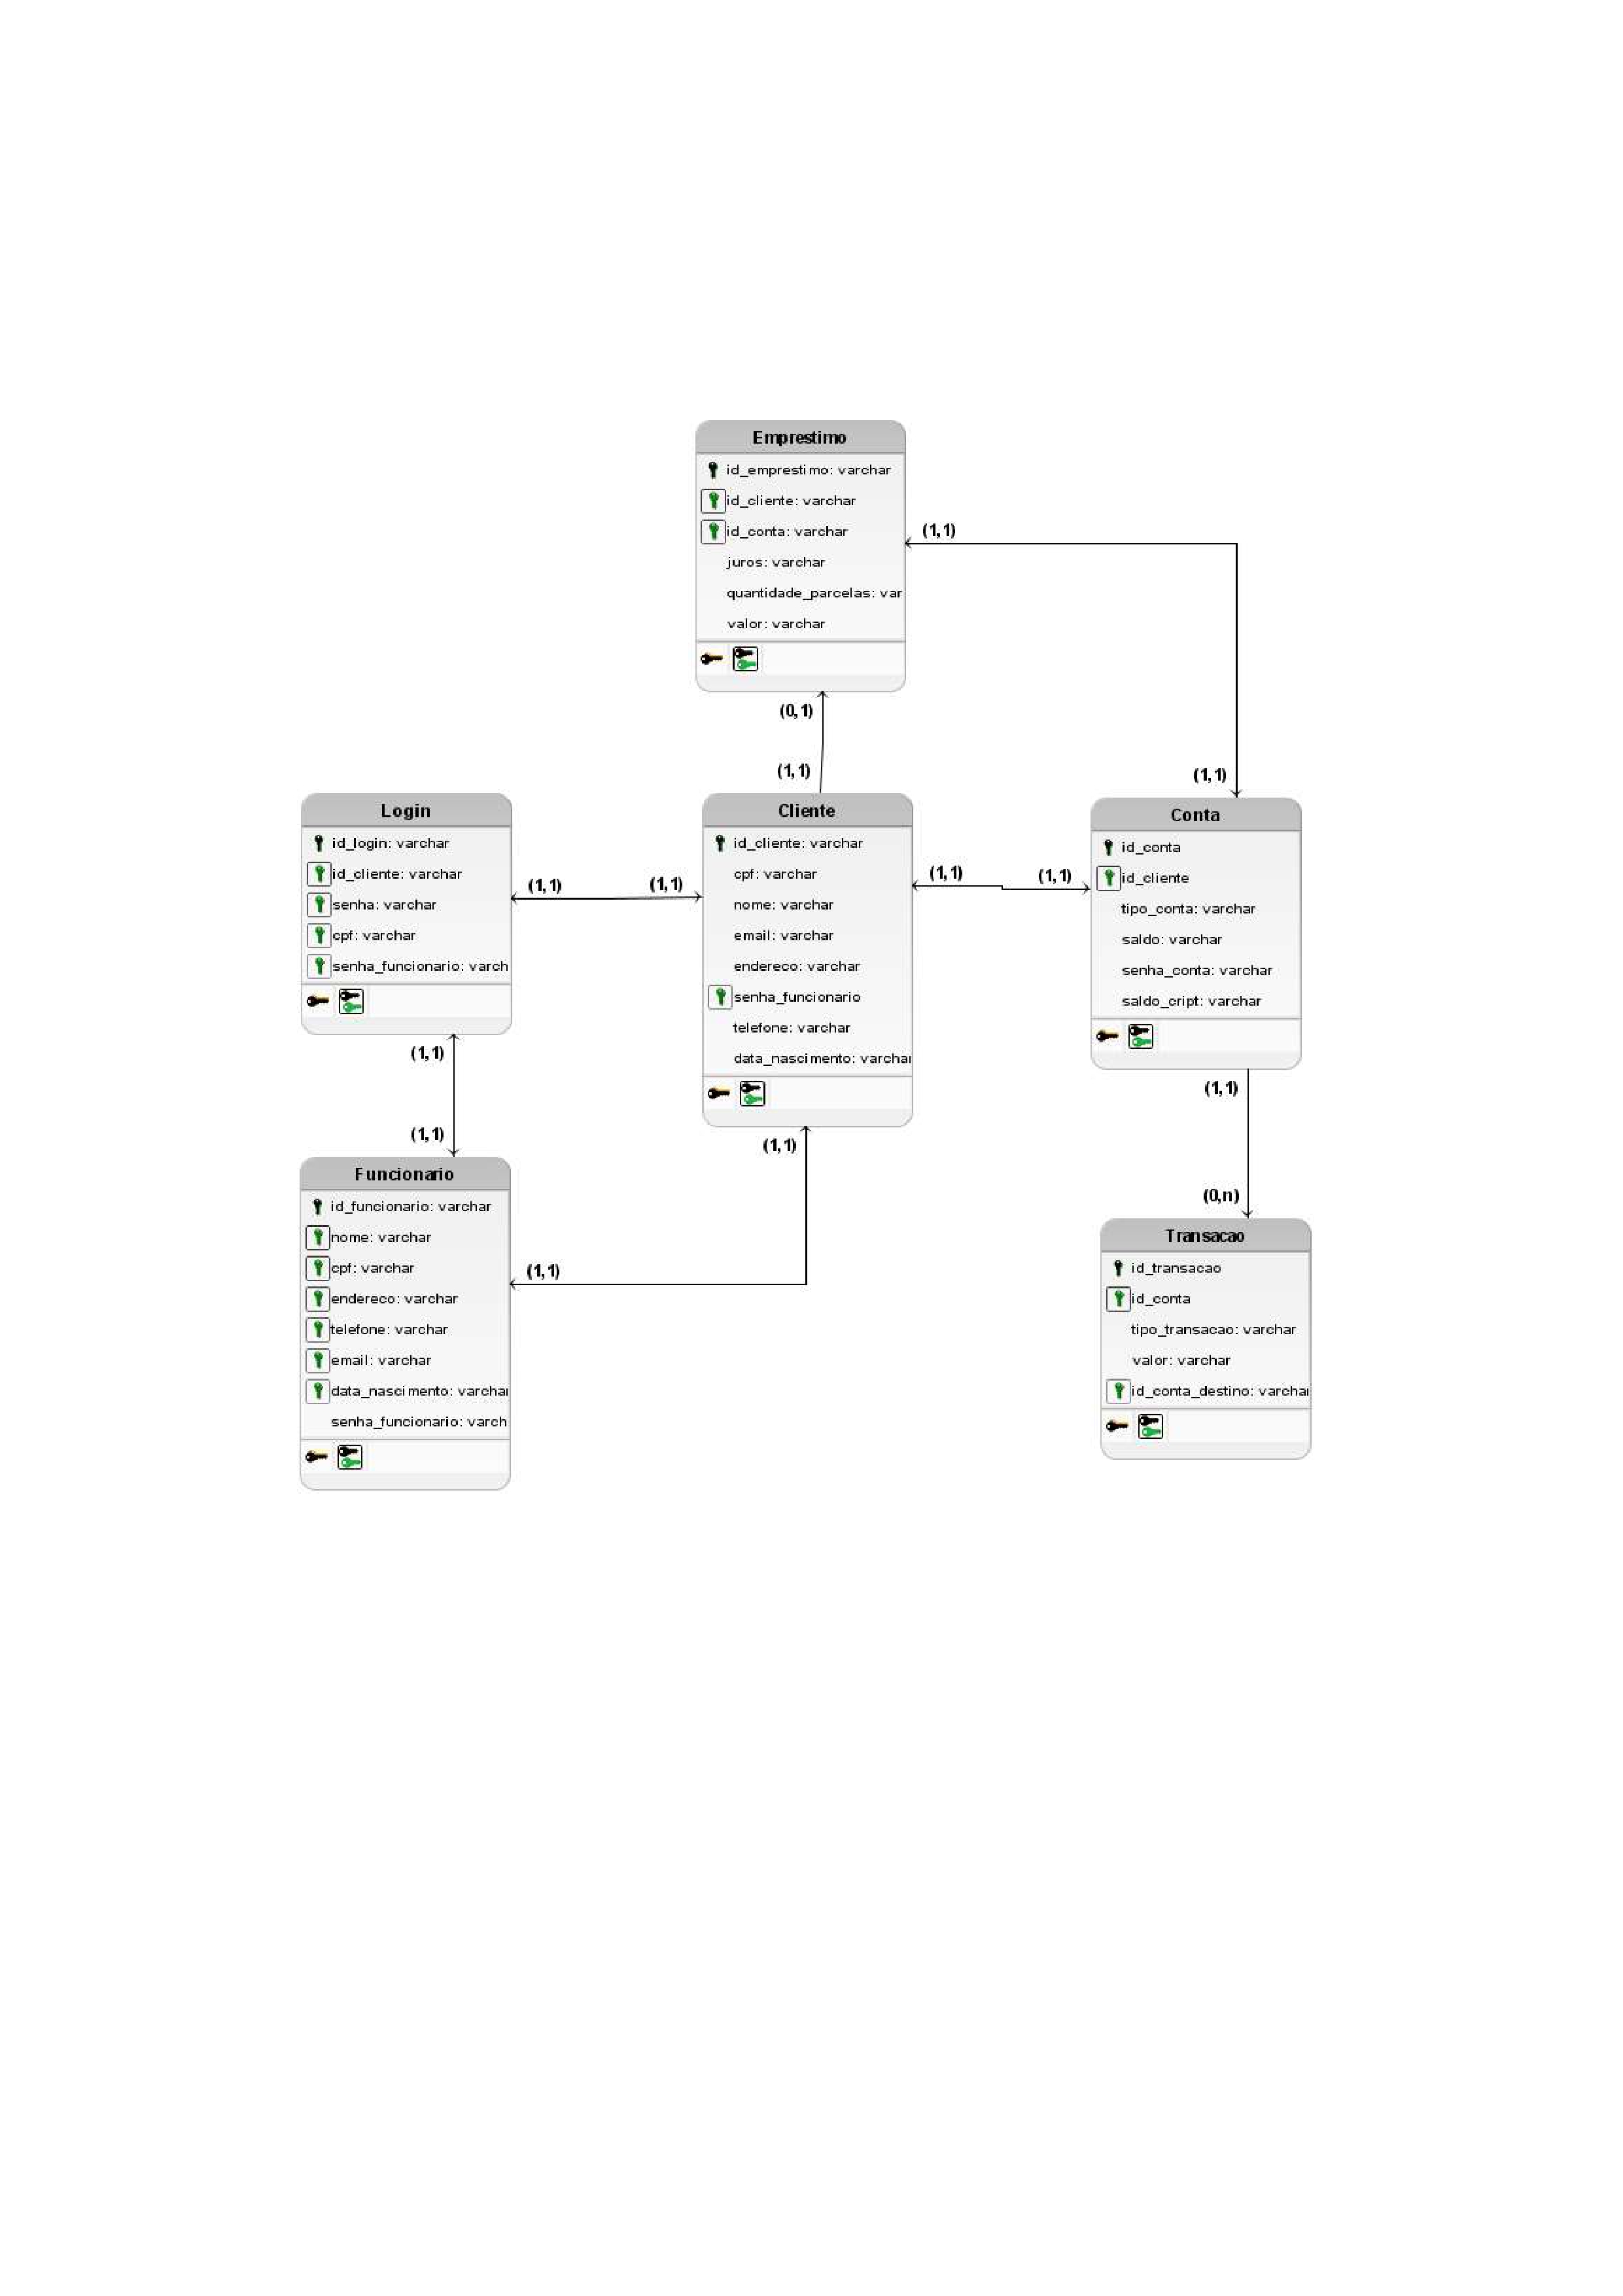 Emprestimo
id_emprestimo: varchar
id_cliente: varchar
id_conta: varchar
juros: varchar
quantidade_parcelas: var
valor: varchar
(1,1)
(0,1)
(1,1)
(1,1)
Login
id_login: varchar
id_cliente: varchar
senha: varchar
cpf: varchar
senha_funcionario: varch
(1,1)
(1,1)
Cliente
id_cliente: varchar
cpf: varchar
nome: varchar
email: varchar
endereco: varchar
senha_funcionario
telefone: varchar
data_nascimento: varchar
(1,1)
(1,1)
Conta
id_conta
id_cliente
tipo_conta: varchar
saldo: varchar
senha_conta: varchar
saldo_cript: varchar
(1,1)
(1,1)
(1,1)
(1,1)
(0,n)
Funcionario
id_funcionario: varchar
nome: varchar
cpf: varchar
endereco: varchar
telefone: varchar
email: varchar
data_nascimento: varchar
senha_funcionario: varch
(1,1)
Transacao
id_transacao
id_conta
tipo_transacao: varchar
valor: varchar
id_conta_destino: varchar